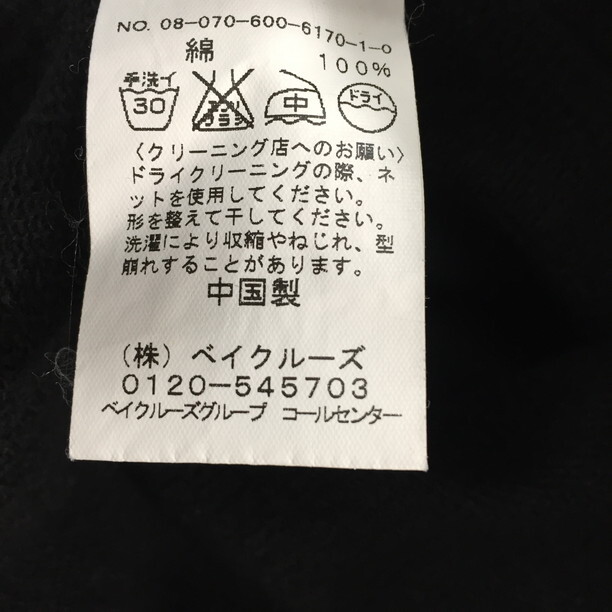 NO. 08-070-600-6170-1-0
綿 100%
手洗イ 30 エンソ サラシ 中 ドライ
〈クリーニング店へのお願い〉
ドライクリーニングの際、ネ
ットを使用してください。
形を整えて干してください。
洗濯により収縮やねじれ、型
崩れすることがあります。
中国製
(株) ベイクルーズ
0120-545703
ベイクルーズグループ コールセンター